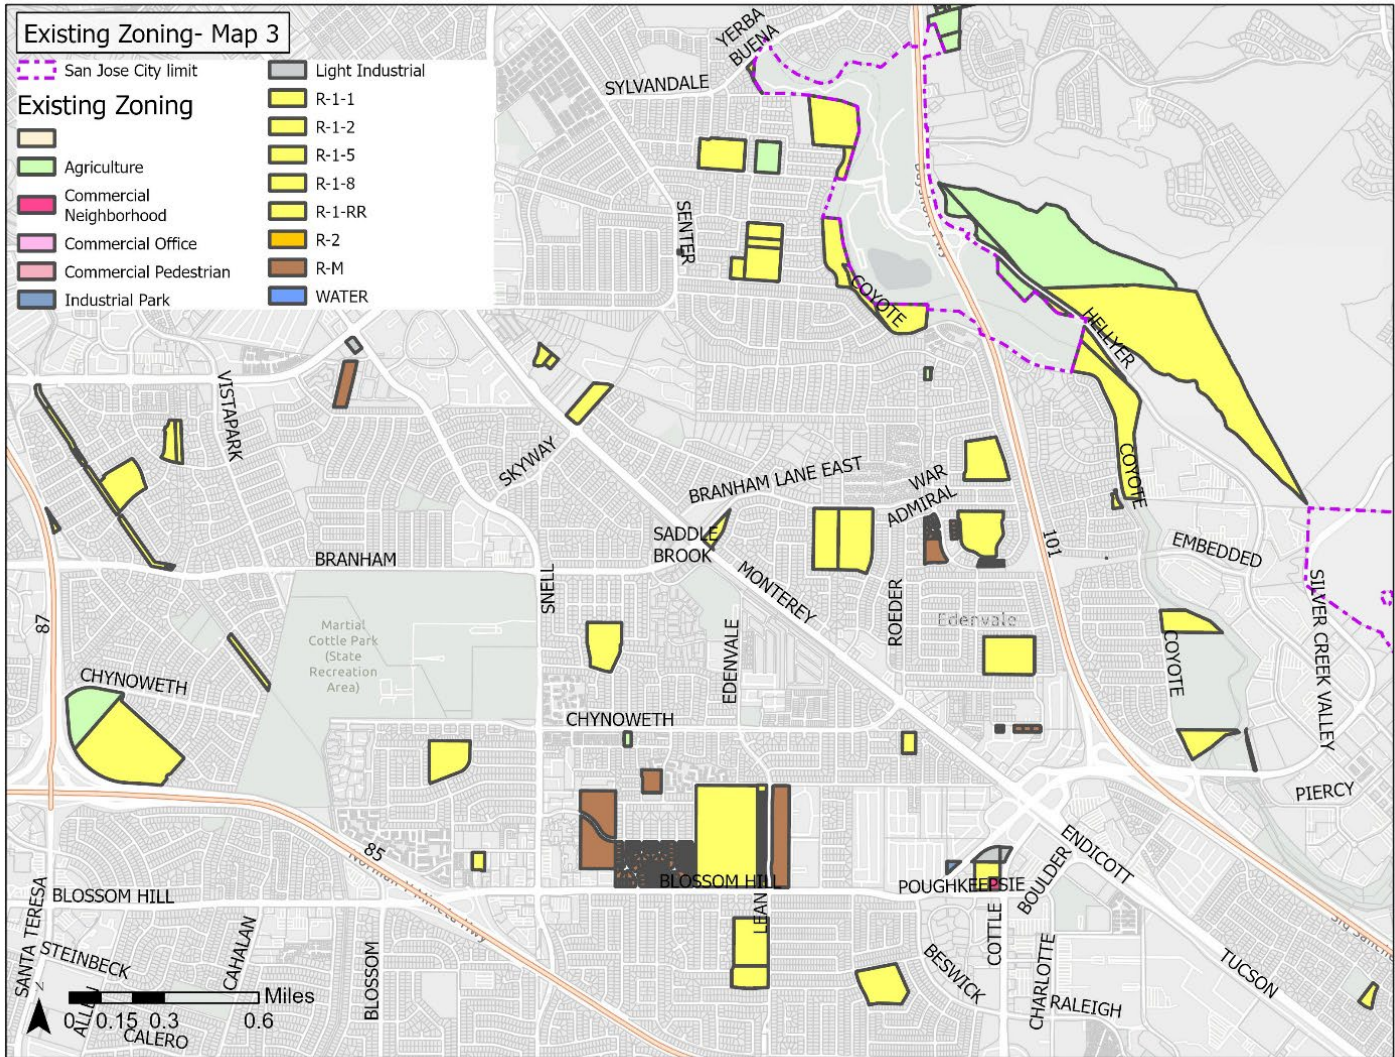 Existing Zoning- Map 3
San Jose City limit
Existing Zoning
Agriculture
Commercial
Neighborhood
Commercial Office
Commercial Pedestrian
Industrial Park
Light Industrial
R-1-1
R-1-2
R-1-5
R-1-8
R-1-RR
R-2
R-M
WATER
YERBA
BUENA
SYLVANDALE
SENTER
COYOTE
HELLYER
VISTAPARK
SKYWAY
BRANHAM LANE EAST
WAR
ADMIRAL
COYOTE
SADDLE
BROOK
101
EMBEDDED
BRANHAM
MONTEREY
SNELL
ROEDER
SILVER CREEK VALLEY
87
Martial
Cottle Park
(State
Recreation
Area)
Edenvale
EDENVALE
COYOTE
CHYNOWETH
CHYNOWETH
PIERCY
85
ENDICOTT
BOULDER
BLOSSOM HILL
BLOSSOM HILL
POUGHKEEPSIE
LEAN
COTTLE
SANTA TERESA
STEINBECK
CAHALAN
BLOSSOM
BESWICK
CHARLOTTE
RALEIGH
TUCSON
N
Miles
0 0.15 0.3 0.6
ALLEN
CALERO